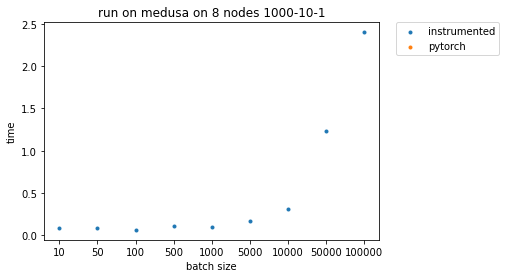 run on medusa on 8 nodes 1000-10-1
instrumented
pytorch
2.5
2.0
1.5
1.0
0.5
0.0
time
10 50 100 500 1000 5000 10000 50000 100000
batch size